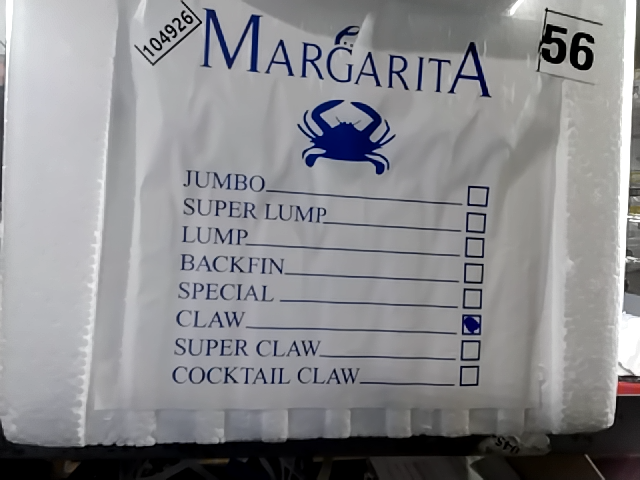 104926
56
MARGARITA
JUMBO
SUPER LUMP
LUMP
BACKFIN
SPECIAL
CLAW
SUPER CLAW
COCKTAIL CLAW